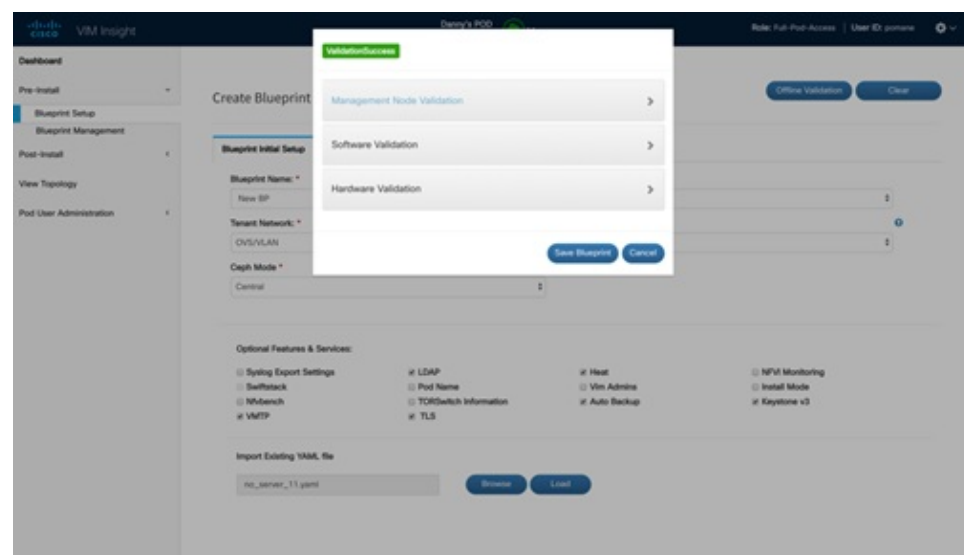 CISCO VIM Insight
Danny's POD
Role: Full-Pod-Access | User ID: pomane
Dashboard
Pre-Install
Blueprint Setup
Blueprint Management
Post-Install
View Topology
Pod User Administration
Create Blueprint
Offline Validation Clear
ValidationSuccess
Management Node Validation
Software Validation
Hardware Validation
Save Blueprint Cancel
Blueprint Initial Setup
Blueprint Name: *
New BP
Tenant Network: *
OVS/VLAN
Ceph Mode *
Central
Optional Features & Services:
Syslog Export Settings LDAP Heat NFVI Monitoring
Swiftstack Pod Name Vim Admins Install Mode
Nfvbench TORSwitch Information Auto Backup Keystone v3
VMTP TLS
Import Existing YAML file
no_server_11.yaml Browse Load